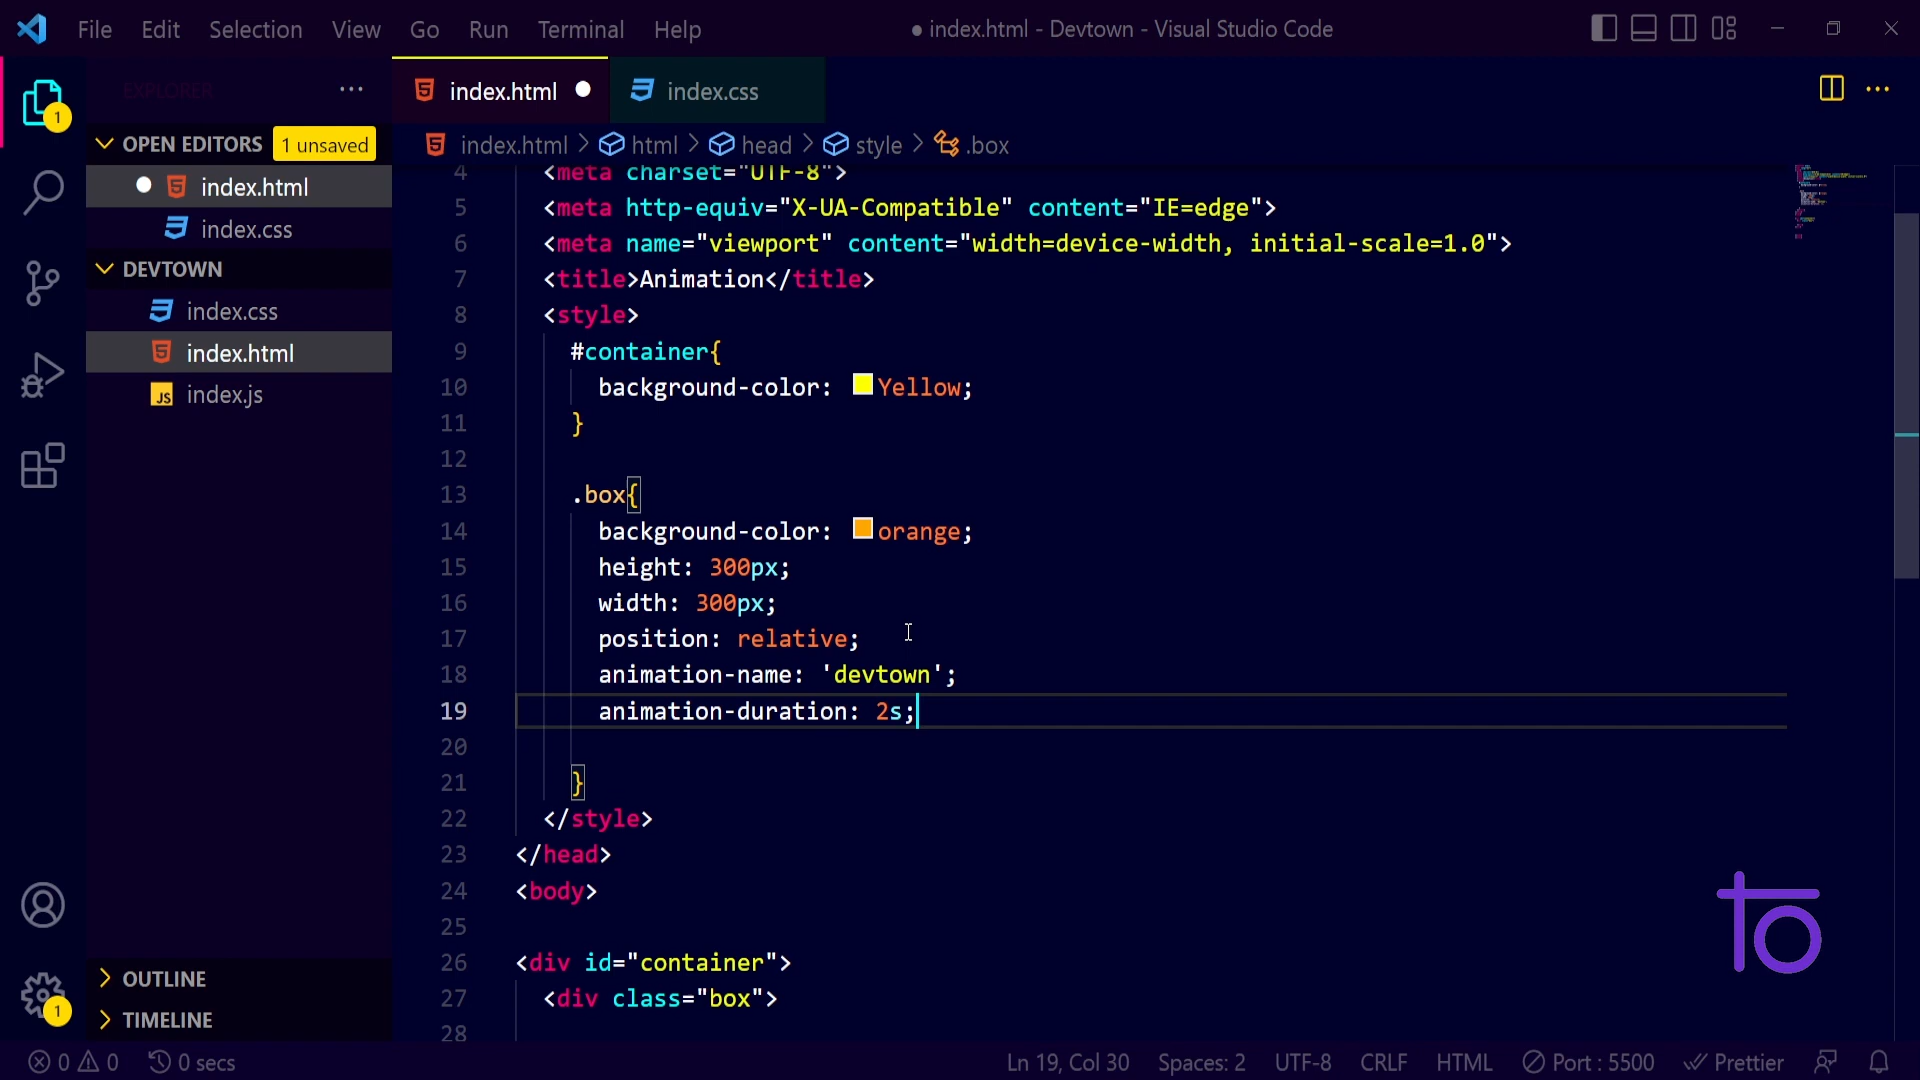 File Edit Selection View Go Run Terminal Help
● index.html - Devtown - Visual Studio Code
EXPLORER
index.html
index.css
1
OPEN EDITORS 1 unsaved
index.html > html > head > style > .box
index.html
index.css
DEVTOWN
index.css
index.html
JS index.js
4 <meta charset="UTF-8">
5 <meta http-equiv="X-UA-Compatible" content="IE=edge">
6 <meta name="viewport" content="width=device-width, initial-scale=1.0">
7 <title>Animation</title>
8 <style>
9 #container{
10 background-color: Yellow;
11 }
12
13 .box{
14 background-color: orange;
15 height: 300px;
16 width: 300px;
17 position: relative;
18 animation-name: 'devtown';
19 animation-duration: 2s;
20
21 }
22 </style>
23 </head>
24 <body>
25
26 <div id="container">
27 <div class="box">
28
OUTLINE
1
TIMELINE
0 0 0 secs
Ln 19, Col 30 Spaces: 2 UTF-8 CRLF HTML Port : 5500 Prettier